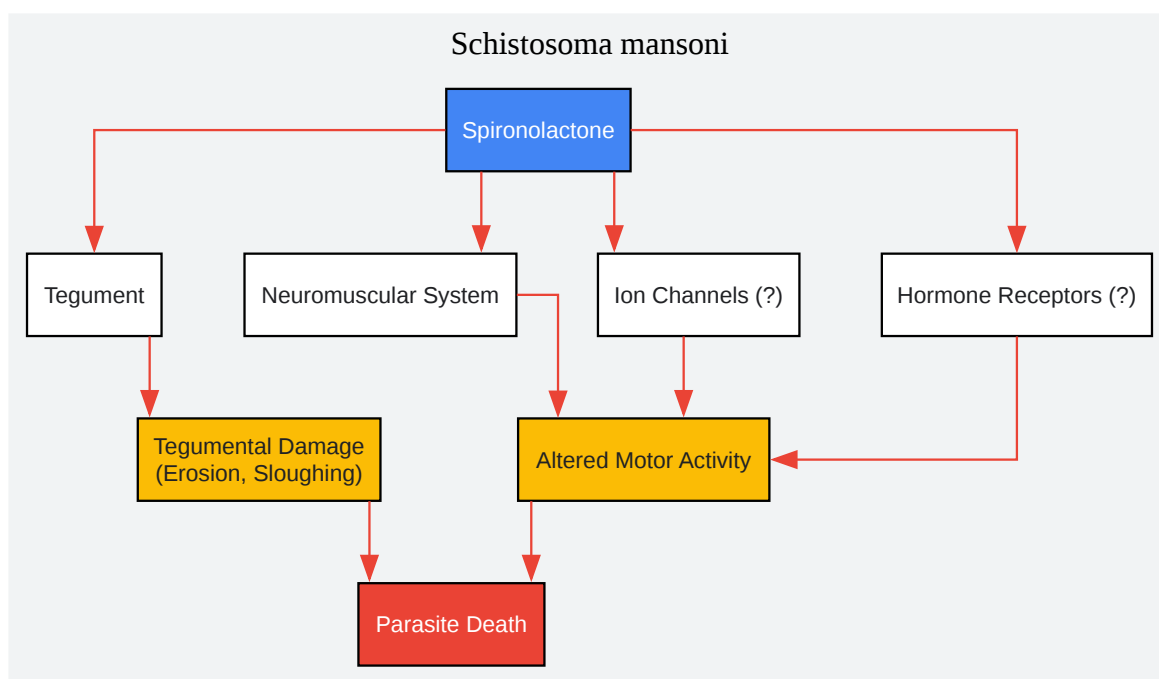 Schistosoma mansoni
Spironolactone
Tegument
Neuromuscular System
Ion Channels (?)
Hormone Receptors (?)
Tegumental Damage
(Erosion, Sloughing)
Altered Motor Activity
Parasite Death